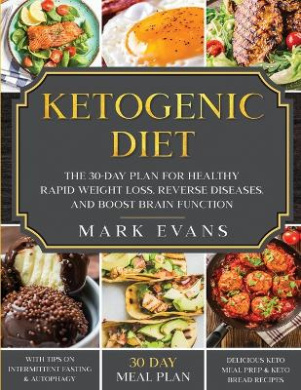 KETOGENIC
DIET
THE 30-DAY PLAN FOR HEALTHY
RAPID WEIGHT LOSS, REVERSE DISEASES,
AND BOOST BRAIN FUNCTION
MARK EVANS
WITH TIPS ON
INTERMITTENT FASTING
& AUTOPHAGY
30 DAY
MEAL PLAN
DELICIOUS KETO
MEAL PREP & KETO
BREAD RECIPES